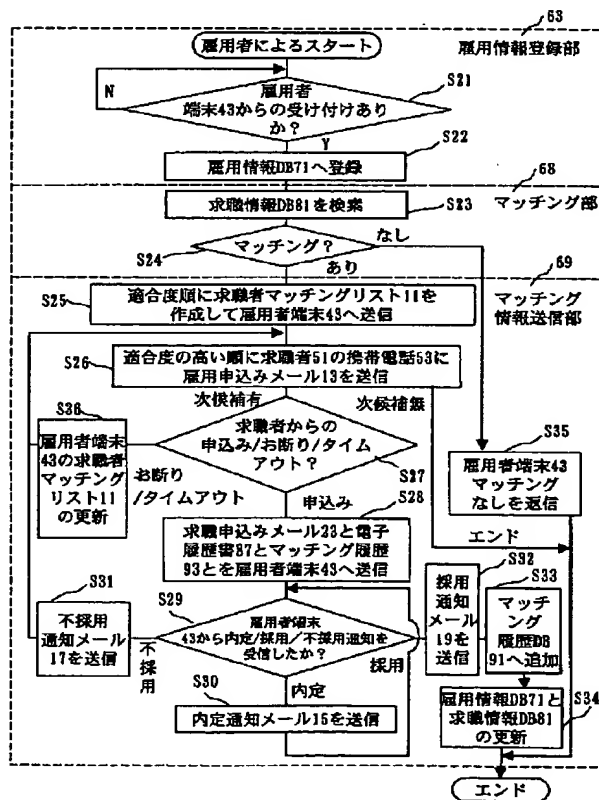 63
雇用者によるスタート
雇用情報登録部
S21
N
雇用者
端末43からの受け付けあり
か？
Y
S22
雇用情報DB71へ登録
68
求職情報DB81を検索
S23
マッチング部
なし
S24
マッチング？
あり
69
S25
適合度順に求職者マッチングリスト11を
作成して雇用者端末43へ送信
マッチング
情報送信部
S26
適合度の高い順に求職者51の携帯電話53に
雇用申込みメール13を送信
次候補有
次候補無
S36
雇用者端末
43の求職者
マッチング
リスト11
の更新
求職者からの
申込み/お断り/タイム
アウト？
S27
お断り
/タイムアウト
S35
雇用者端末43
マッチング
なしを返信
申込み
S28
求職申込みメール23と電子
履歴書87とマッチング履歴
93とを雇用者端末43へ送信
エンド
S32
採用
通知
メール
19を
送信
S33
マッチ
ング
履歴DB
91へ追加
S31
不採用
通知メール
17を送信
S29
雇用者端末
43から内定/採用/不採用通知を
受信したか？
不採用
採用
S30
内定
内定通知メール15を送信
雇用情報DB71と
求職情報DB81
の更新
S34
エンド